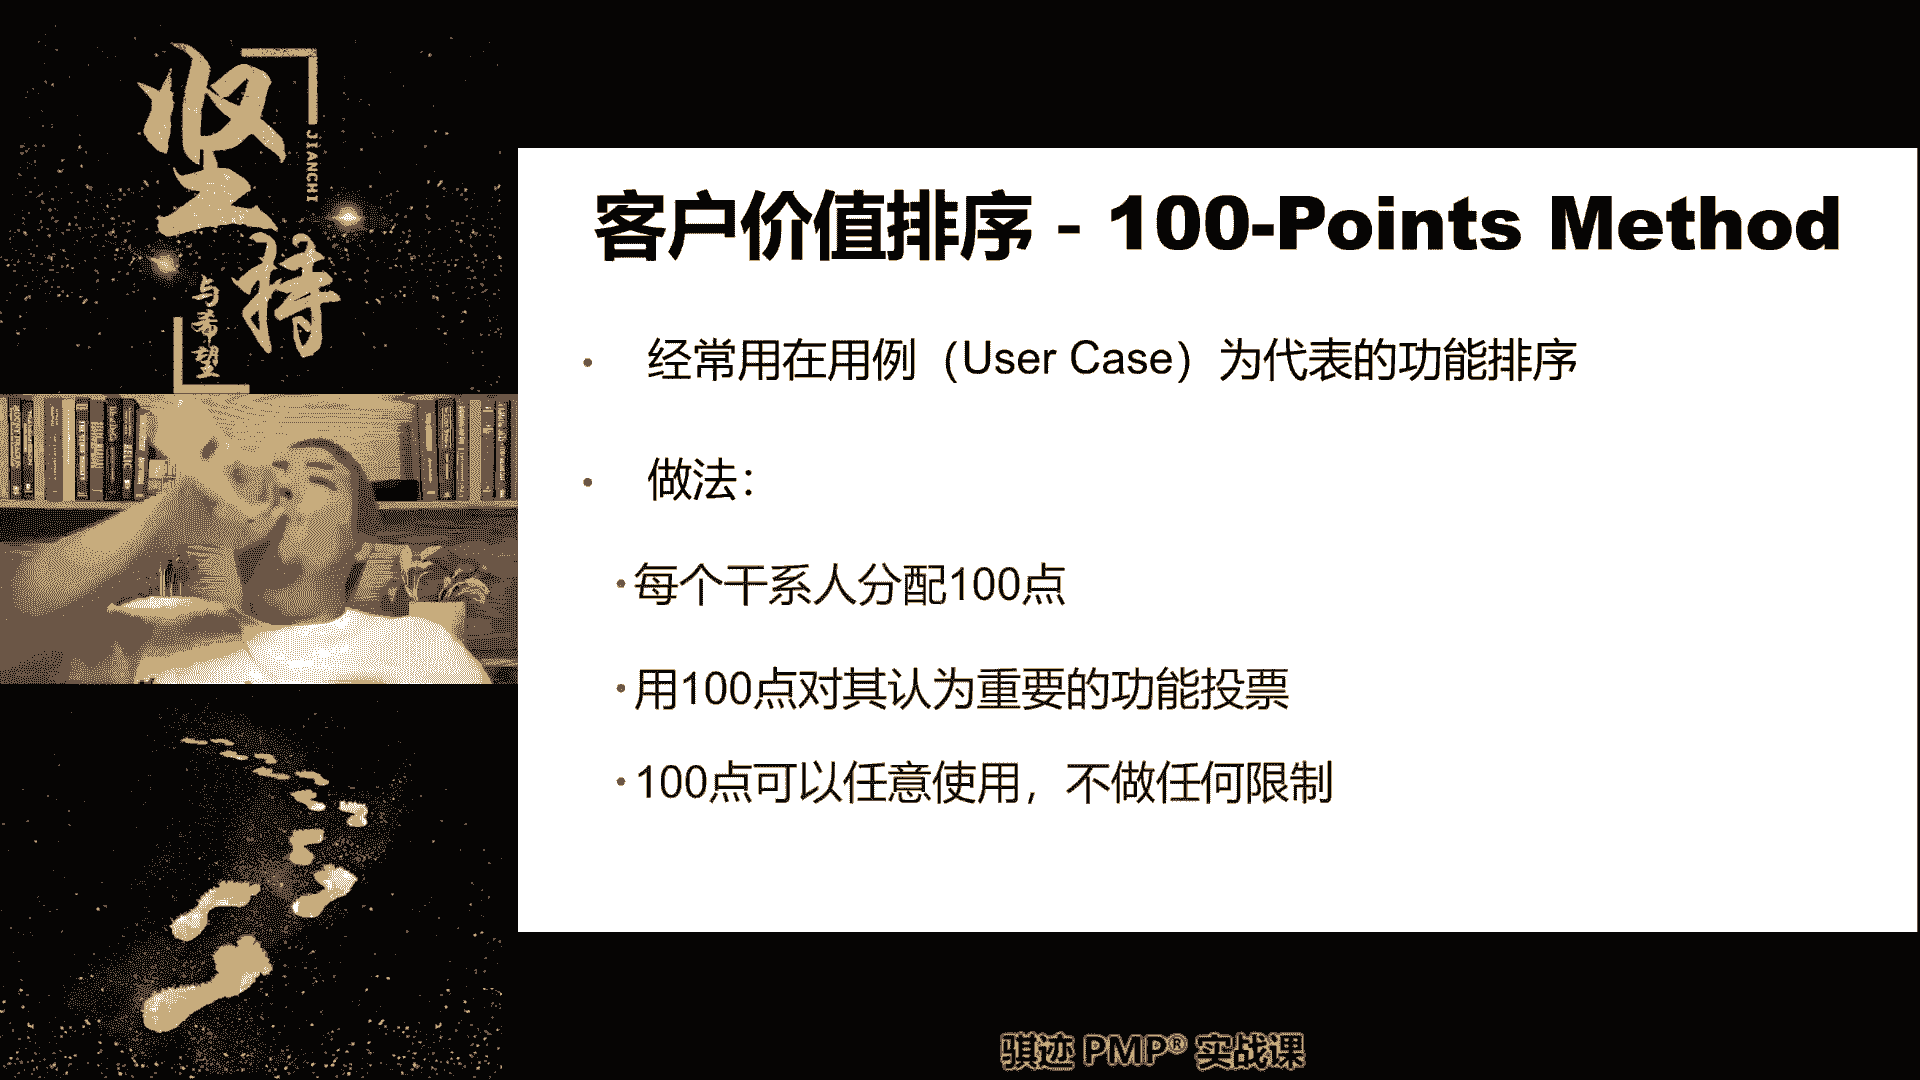 坚持
JIANCHI
与希望
客户价值排序 - 100-Points Method
• 经常用在用例（User Case）为代表的功能排序
• 做法：
•每个干系人分配100点
•用100点对其认为重要的功能投票
•100点可以任意使用，不做任何限制
骐迹 PMP® 实战课